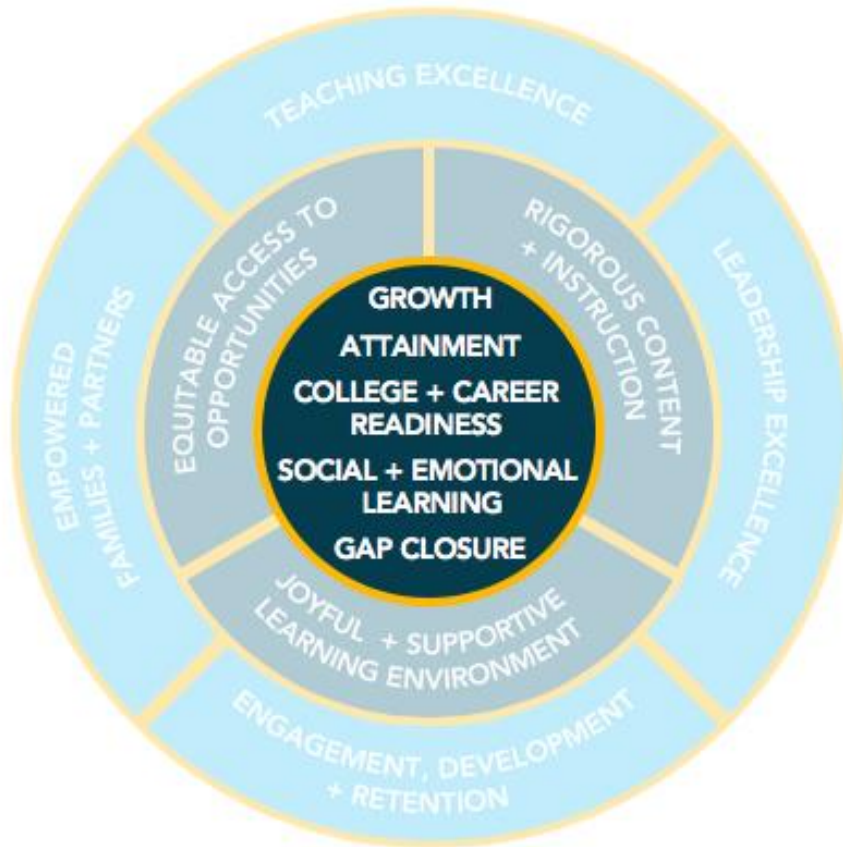 TEACHING EXCELLENCE
EQUITABLE ACCESS TO
OPPORTUNITIES
RIGOROUS CONTENT
+ INSTRUCTION
EMPOWERED
FAMILIES + PARTNERS
LEADERSHIP EXCELLENCE
GROWTH
ATTAINMENT
COLLEGE + CAREER
READINESS
SOCIAL + EMOTIONAL
LEARNING
GAP CLOSURE
JOYFUL + SUPPORTIVE
LEARNING ENVIRONMENT
ENGAGEMENT, DEVELOPMENT
+ RETENTION